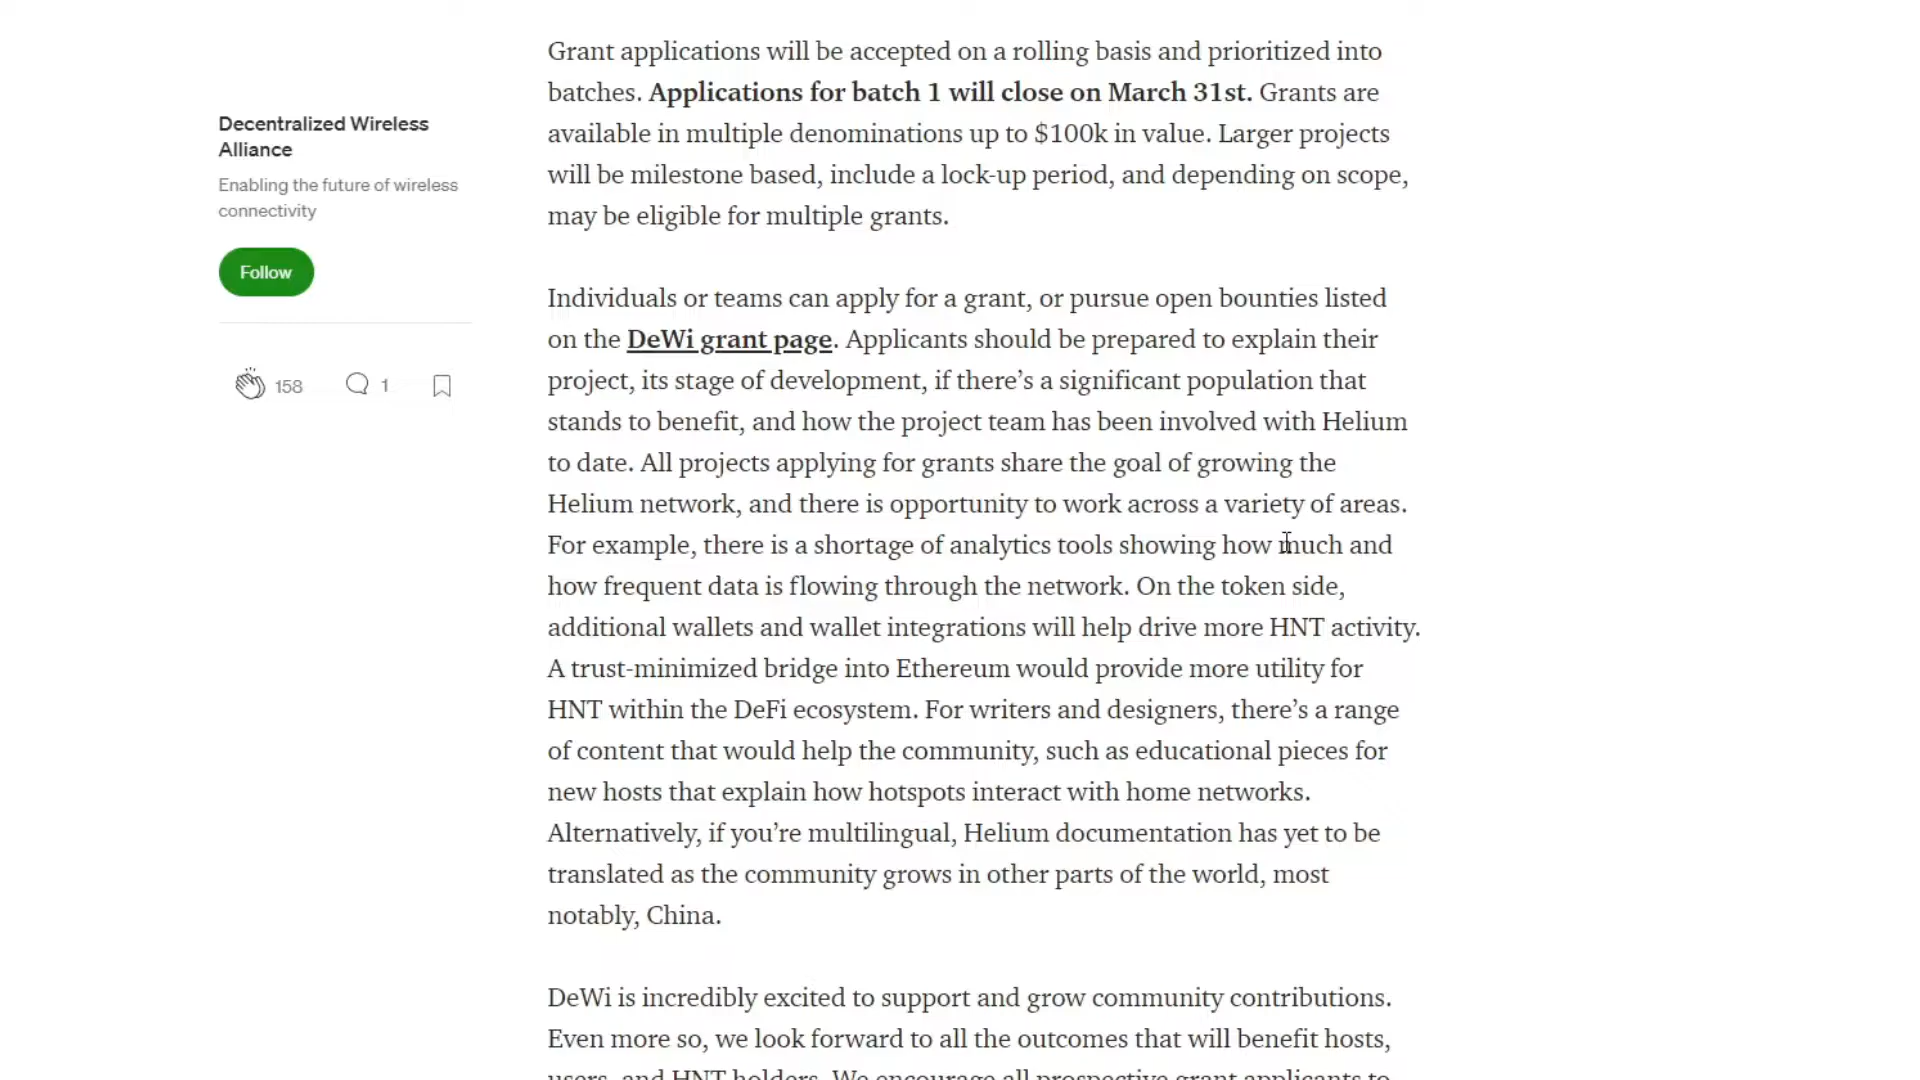 Decentralized Wireless
Alliance
Enabling the future of wireless
connectivity
Follow
158
1
Grant applications will be accepted on a rolling basis and prioritized into
batches. Applications for batch 1 will close on March 31st. Grants are
available in multiple denominations up to $100k in value. Larger projects
will be milestone based, include a lock-up period, and depending on scope,
may be eligible for multiple grants.
Individuals or teams can apply for a grant, or pursue open bounties listed
on the DeWi grant page. Applicants should be prepared to explain their
project, its stage of development, if there’s a significant population that
stands to benefit, and how the project team has been involved with Helium
to date. All projects applying for grants share the goal of growing the
Helium network, and there is opportunity to work across a variety of areas.
For example, there is a shortage of analytics tools showing how much and
how frequent data is flowing through the network. On the token side,
additional wallets and wallet integrations will help drive more HNT activity.
A trust-minimized bridge into Ethereum would provide more utility for
HNT within the DeFi ecosystem. For writers and designers, there’s a range
of content that would help the community, such as educational pieces for
new hosts that explain how hotspots interact with home networks.
Alternatively, if you’re multilingual, Helium documentation has yet to be
translated as the community grows in other parts of the world, most
notably, China.
DeWi is incredibly excited to support and grow community contributions.
Even more so, we look forward to all the outcomes that will benefit hosts,
users, and HNT holders. We encourage all prospective grant applicants to